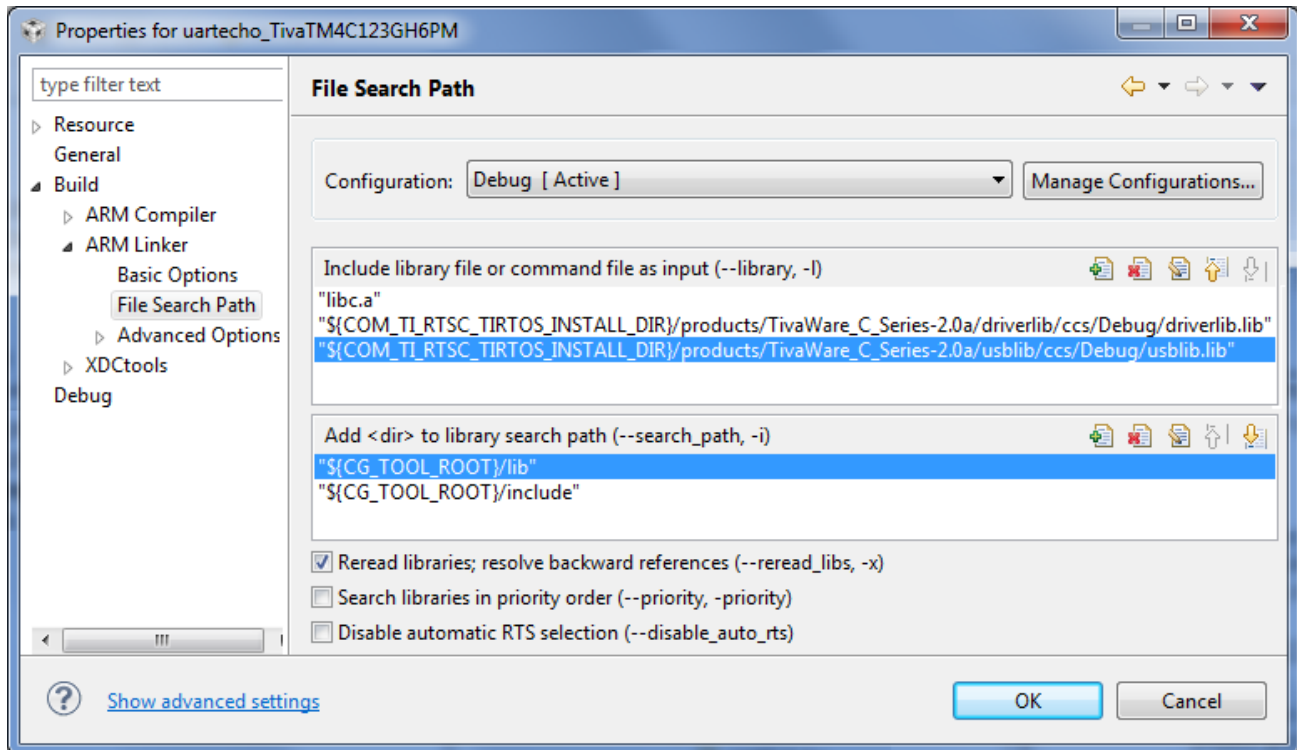 Properties for uartecho_TivaTM4C123GH6PM
type filter text
Resource
General
Build
ARM Compiler
ARM Linker
Basic Options
File Search Path
Advanced Options
XDCtools
Debug
File Search Path
Configuration: Debug [ Active ] Manage Configurations...
Include library file or command file as input (--library, -l)
"libc.a"
"${COM_TI_RTSC_TIRTOS_INSTALL_DIR}/products/TivaWare_C_Series-2.0a/driverlib/ccs/Debug/driverlib.lib"
"${COM_TI_RTSC_TIRTOS_INSTALL_DIR}/products/TivaWare_C_Series-2.0a/usblib/ccs/Debug/usblib.lib"
Add <dir> to library search path (--search_path, -i)
"${CG_TOOL_ROOT}/lib"
"${CG_TOOL_ROOT}/include"
Reread libraries; resolve backward references (--reread_libs, -x)
Search libraries in priority order (--priority, -priority)
Disable automatic RTS selection (--disable_auto_rts)
Show advanced settings
OK Cancel